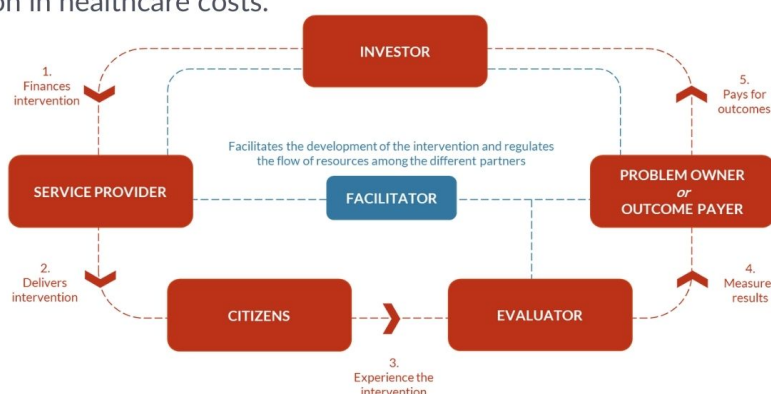 on in healthcare costs.
INVESTOR
1.
Finances
intervention
5.
Pays for
outcomes
Facilitates the development of the intervention and regulates
the flow of resources among the different partners
SERVICE PROVIDER
FACILITATOR
PROBLEM OWNER
or
OUTCOME PAYER
2.
Delivers
intervention
4.
Measure
results
CITIZENS
EVALUATOR
3.
Experience the
intervention